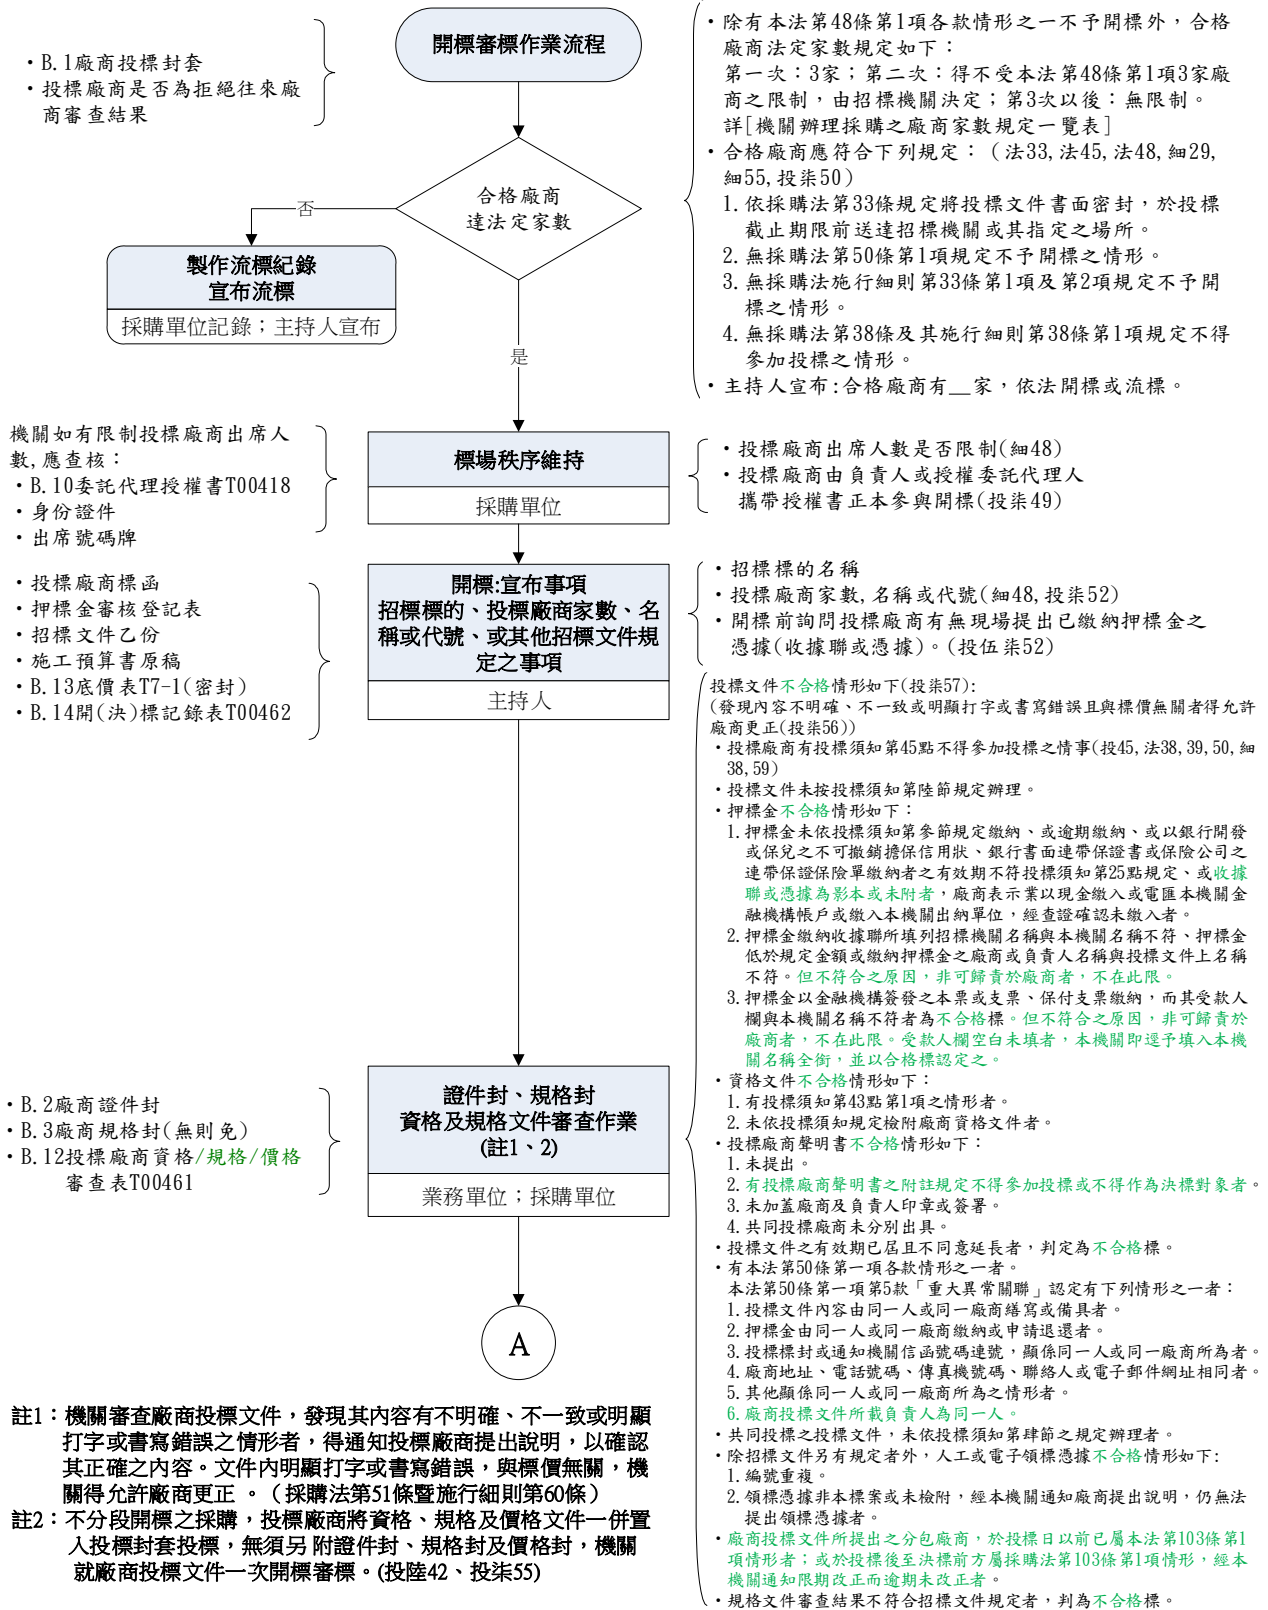 開標審標作業流程
・B.1廠商投標封套
・投標廠商是否為拒絕往來廠
商審查結果
・除有本法第48條第1項各款情形之一不予開標外，合格
廠商法定家數規定如下：
第一次：3家；第二次：得不受本法第48條第1項3家廠
商之限制，由招標機關決定；第3次以後：無限制。
詳[機關辦理採購之廠商家數規定一覽表]
・合格廠商應符合下列規定：（法33,法45,法48,細29,
細55,投柒50）
1.依採購法第33條規定將投標文件書面密封，於投標
截止期限前送達招標機關或其指定之場所。
2.無採購法第50條第1項規定不予開標之情形。
3.無採購法施行細則第33條第1項及第2項規定不予開
標之情形。
4.無採購法第38條及其施行細則第38條第1項規定不得
參加投標之情形。
・主持人宣布:合格廠商有__家，依法開標或流標。
合格廠商
達法定家數
否
製作流標紀錄
宣布流標
採購單位記錄；主持人宣布
是
機關如有限制投標廠商出席人
數,應查核：
・B.10委託代理授權書T00418
・身份證件
・出席號碼牌
標場秩序維持
採購單位
・投標廠商出席人數是否限制(細48)
・投標廠商由負責人或授權委託代理人
攜帶授權書正本參與開標(投柒49)
・投標廠商標函
・押標金審核登記表
・招標文件乙份
・施工預算書原稿
・B.13底價表T7-1(密封)
・B.14開(決)標記錄表T00462
開標:宣布事項
招標標的、投標廠商家數、名
稱或代號、或其他招標文件規
定之事項
主持人
・招標標的名稱
・投標廠商家數,名稱或代號(細48,投柒52)
・開標前詢問投標廠商有無現場提出已繳納押標金之
憑據(收據聯或憑據)。(投伍柒52)
投標文件不合格情形如下(投柒57):
(發現內容不明確、不一致或明顯打字或書寫錯誤且與標價無關者得允許
廠商更正(投柒56))
・投標廠商有投標須知第45點不得參加投標之情事(投45,法38,39,50,細
38,59)
・投標文件未按投標須知第陸節規定辦理。
・押標金不合格情形如下：
1.押標金未依投標須知第參節規定繳納、或逾期繳納、或以銀行開發
或保兌之不可撤銷擔保信用狀、銀行書面連帶保證書或保險公司之
連帶保證保險單繳納者之有效期不符投標須知第25點規定、或收據
聯或憑據為影本或未附者，廠商表示業以現金繳入或電匯本機關金
融機構帳戶或繳入本機關出納單位，經查證確認未繳入者。
2.押標金繳納收據聯所填列招標機關名稱與本機關名稱不符、押標金
低於規定金額或繳納押標金之廠商或負責人名稱與投標文件上名稱
不符。但不符合之原因，非可歸責於廠商者，不在此限。
3.押標金以金融機構簽發之本票或支票、保付支票繳納，而其受款人
欄與本機關名稱不符者為不合格標。但不符合之原因，非可歸責於
廠商者，不在此限。受款人欄空白未填者，本機關即逕予填入本機
關名稱全銜，並以合格標認定之。
・資格文件不合格情形如下：
1.有投標須知第43點第1項之情形者。
2.未依投標須知規定檢附廠商資格文件者。
・投標廠商聲明書不合格情形如下：
1.未提出。
2.有投標廠商聲明書之附註規定不得參加投標或不得作為決標對象者。
3.未加蓋廠商及負責人印章或簽署。
4.共同投標廠商未分別出具。
・投標文件之有效期已屆且不同意延長者，判定為不合格標。
・有本法第50條第一項各款情形之一者。
本法第50條第一項第5款「重大異常關聯」認定有下列情形之一者：
1.投標文件內容由同一人或同一廠商繕寫或備具者。
2.押標金由同一人或同一廠商繳納或申請退還者。
3.投標標封或通知機關信函號碼連號，顯係同一人或同一廠商所為者。
4.廠商地址、電話號碼、傳真機號碼、聯絡人或電子郵件網址相同者。
5.其他顯係同一人或同一廠商所為之情形者。
6.廠商投標文件所載負責人為同一人。
・共同投標之投標文件，未依投標須知第肆節之規定辦理者。
・除招標文件另有規定者外，人工或電子領標憑據不合格情形如下:
1.編號重複。
2.領標憑據非本標案或未檢附，經本機關通知廠商提出說明，仍無法
提出領標憑據者。
・廠商投標文件所提出之分包廠商，於投標日以前已屬本法第103條第1
項情形者；或於投標後至決標前方屬採購法第103條第1項情形，經本
機關通知限期改正而逾期未改正者。
・規格文件審查結果不符合招標文件規定者，判為不合格標。
・B.2廠商證件封
・B.3廠商規格封(無則免)
・B.12投標廠商資格/規格/價格
審查表T00461
證件封、規格封
資格及規格文件審查作業
(註1、2)
業務單位；採購單位
A
註1：機關審查廠商投標文件，發現其內容有不明確、不一致或明顯
打字或書寫錯誤之情形者，得通知投標廠商提出說明，以確認
其正確之內容。文件內明顯打字或書寫錯誤，與標價無關，機
關得允許廠商更正 。（採購法第51條暨施行細則第60條）
註2：不分段開標之採購，投標廠商將資格、規格及價格文件一併置
入投標封套投標，無須另 附證件封、規格封及價格封，機關
就廠商投標文件一次開標審標。(投陸42、投柒55)